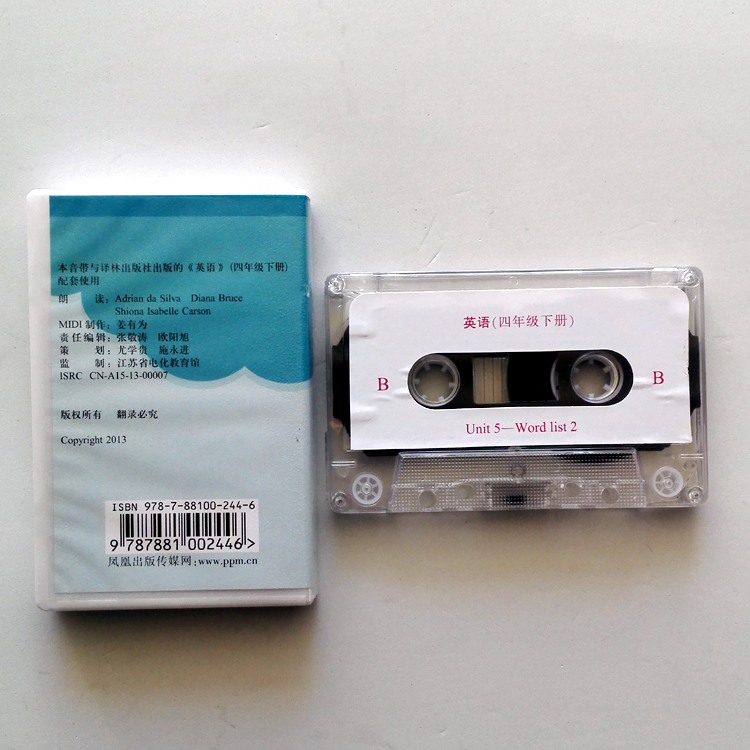 本音带与译林出版社出版的《英语》(四年级下册)
配套使用
朗　　读：Adrian da Silva　Diana Bruce
Shiona Isabelle Carson
MIDI 制作：姜有为
责任编辑：张敬涛　欧阳旭
策　　划：尤学贵　施永进
监　　制：江苏省电化教育馆
ISRC　CN-A15-13-00007
版权所有　翻录必究
Copyright 2013
ISBN 978-7-88100-244-6
9 787881 002446>
凤凰出版传媒网：www.ppm.cn
英语(四年级下册)
B　B
Unit 5—Word list 2